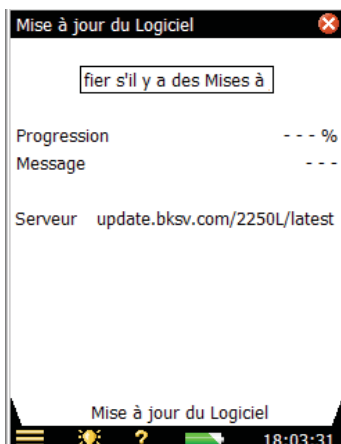 Mise à jour du Logiciel
fier s'il y a des Mises à
Progression - - - %
Message - - -
Serveur update.bksv.com/2250L/latest
Mise à jour du Logiciel
? 18:03:31